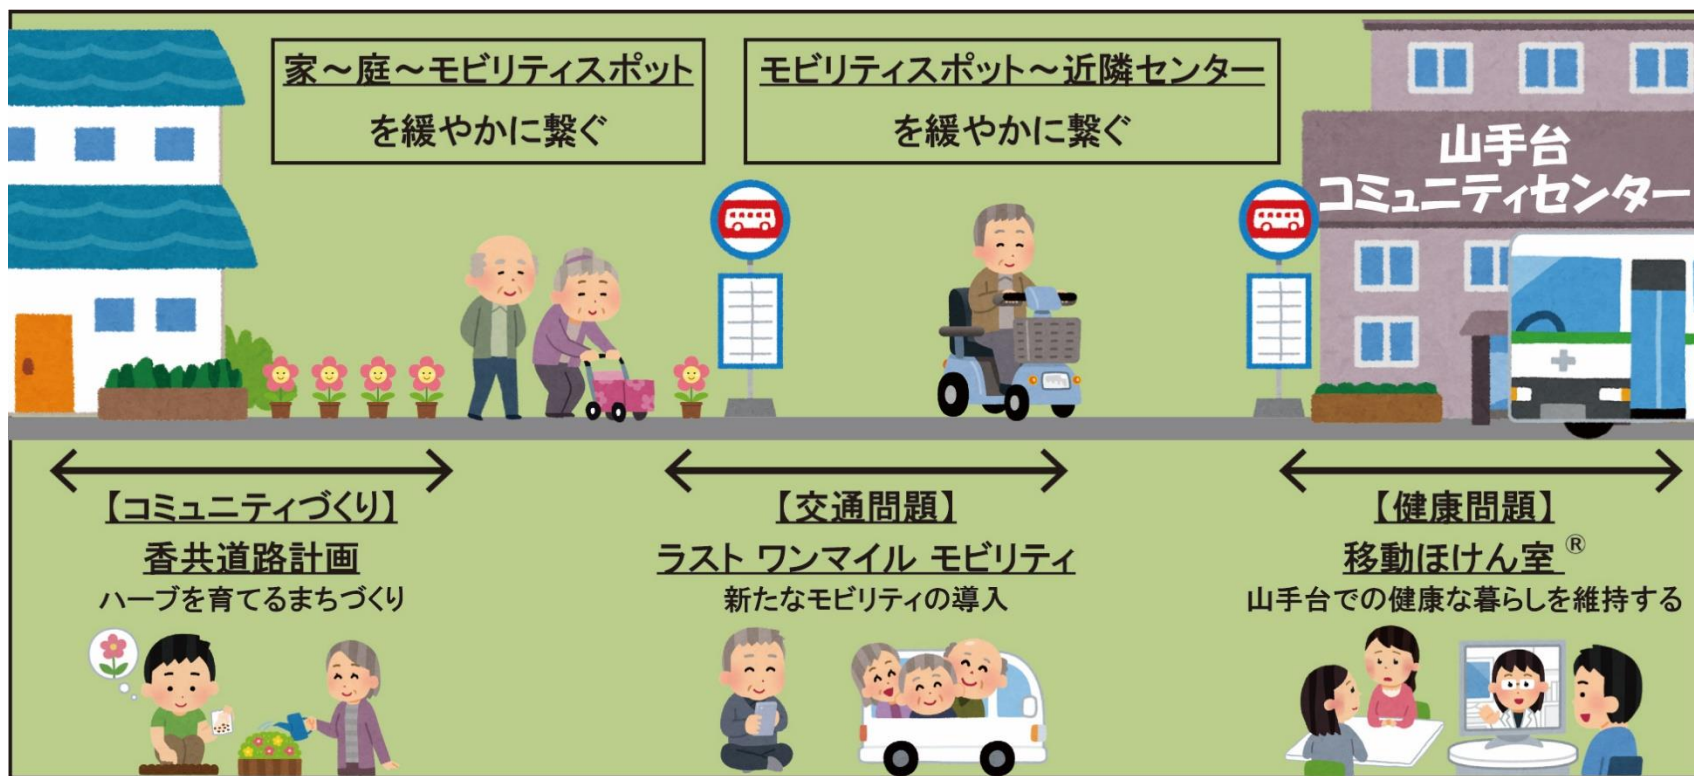 家～庭～モビリティスポット
を緩やかに繋ぐ
モビリティスポット～近隣センター
を緩やかに繋ぐ
山手台
コミュニティセンター
【コミュニティづくり】
香共道路計画
ハーブを育てるまちづくり
【交通問題】
ラスト ワンマイル モビリティ
新たなモビリティの導入
【健康問題】
移動ほけん室®
山手台での健康な暮らしを維持する